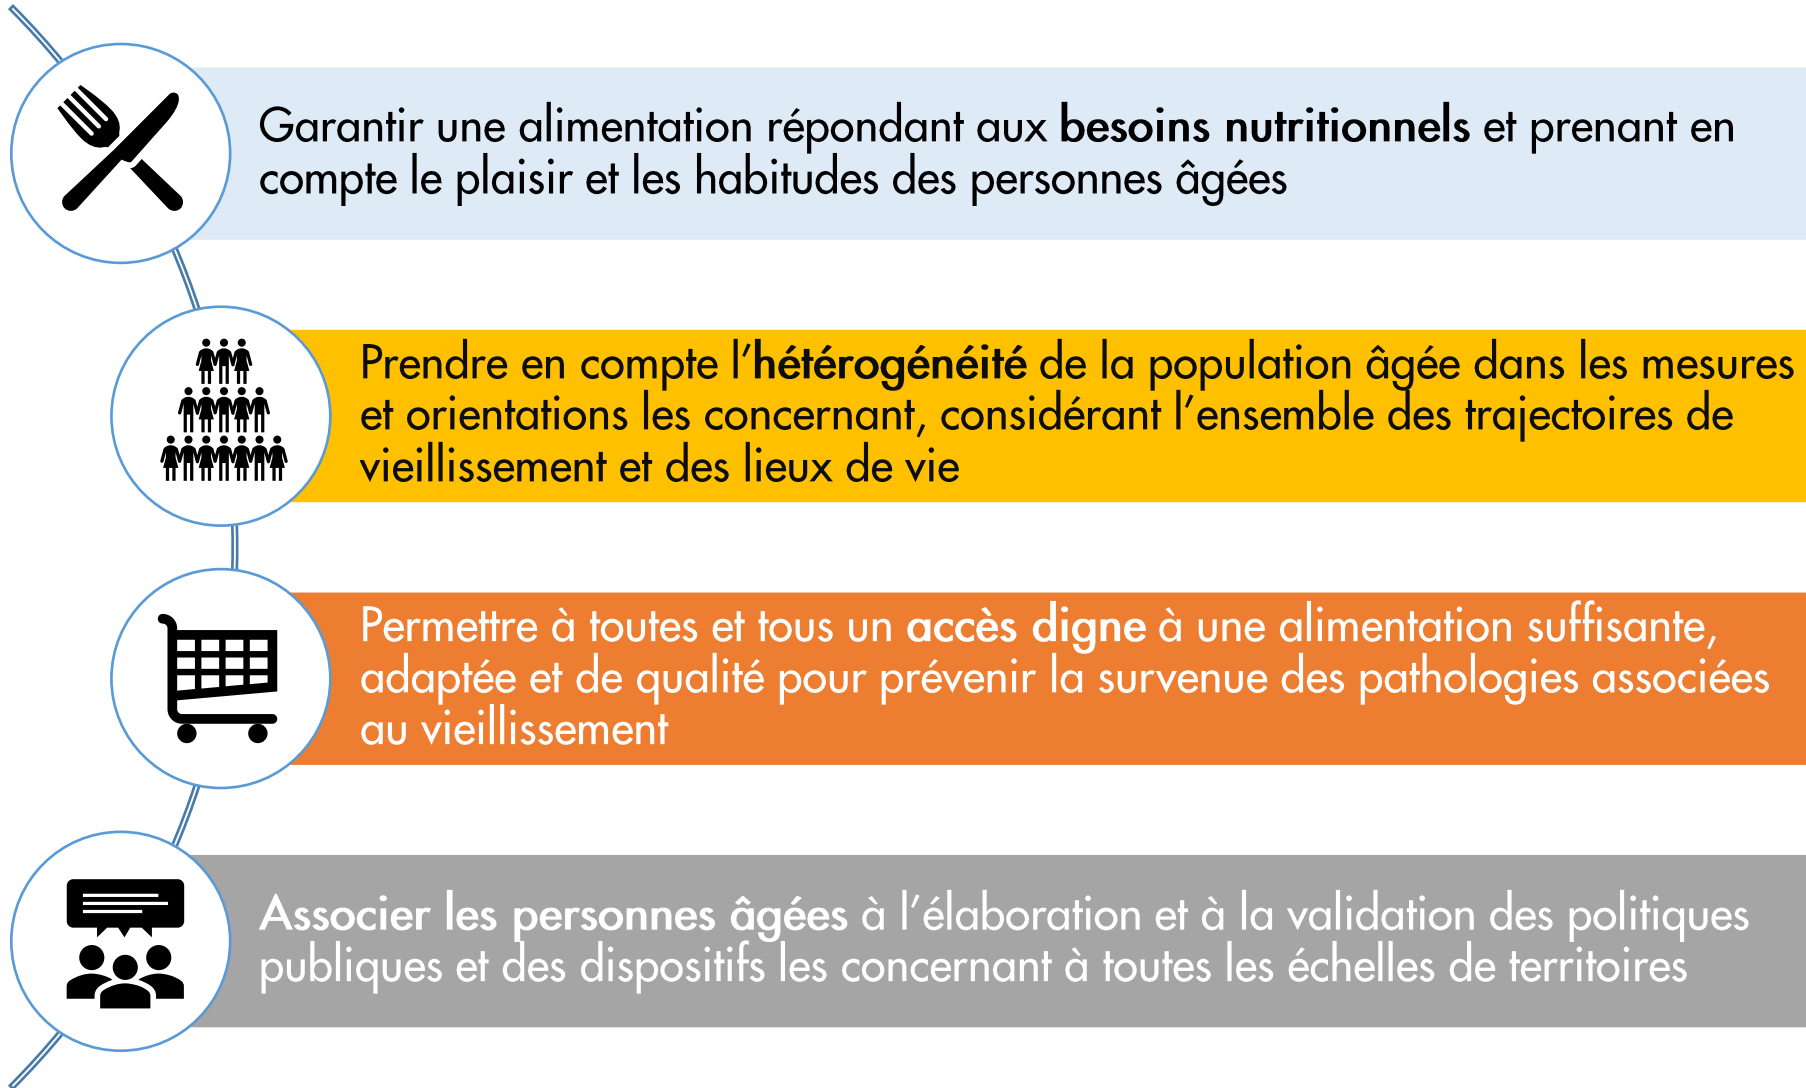 Garantir une alimentation répondant aux besoins nutritionnels et prenant en
compte le plaisir et les habitudes des personnes âgées
Prendre en compte l’hétérogénéité de la population âgée dans les mesures
et orientations les concernant, considérant l’ensemble des trajectoires de
vieillissement et des lieux de vie
Permettre à toutes et tous un accès digne à une alimentation suffisante,
adaptée et de qualité pour prévenir la survenue des pathologies associées
au vieillissement
Associer les personnes âgées à l’élaboration et à la validation des politiques
publiques et des dispositifs les concernant à toutes les échelles de territoires